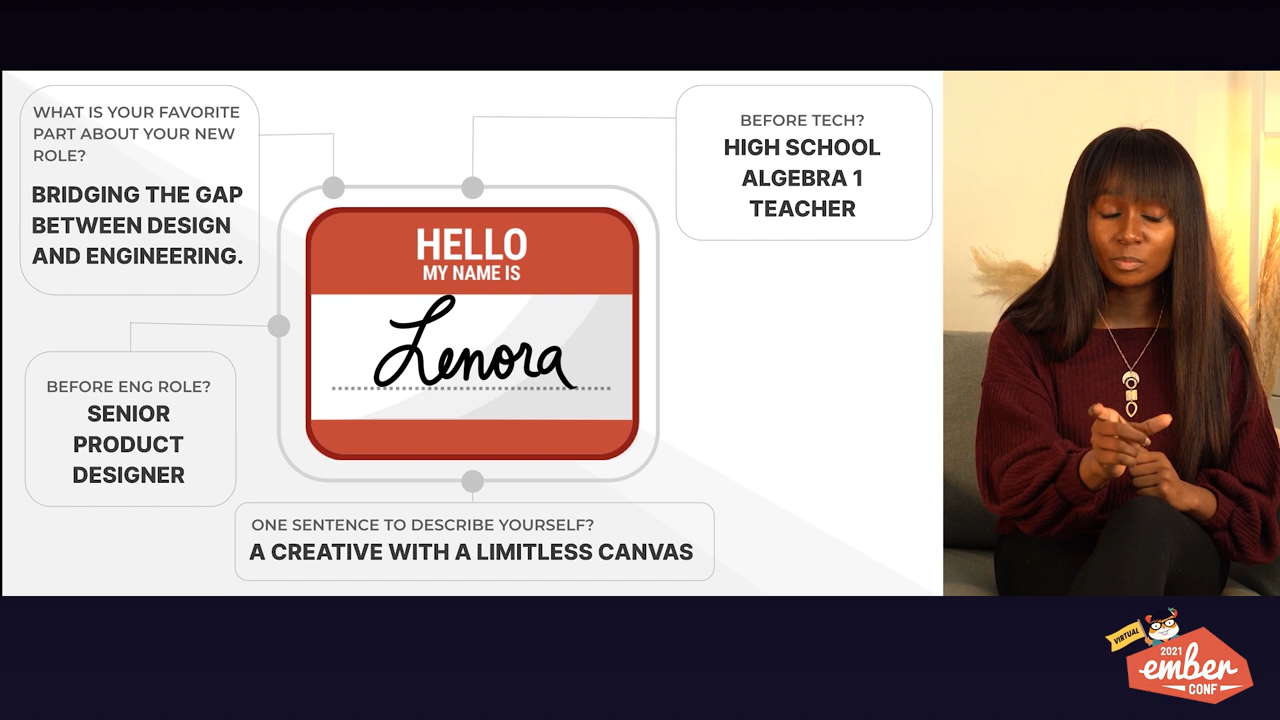 WHAT IS YOUR FAVORITE
PART ABOUT YOUR NEW
ROLE?
BRIDGING THE GAP
BETWEEN DESIGN
AND ENGINEERING.
BEFORE TECH?
HIGH SCHOOL
ALGEBRA 1
TEACHER
HELLO
MY NAME IS
Lenora
BEFORE ENG ROLE?
SENIOR
PRODUCT
DESIGNER
ONE SENTENCE TO DESCRIBE YOURSELF?
A CREATIVE WITH A LIMITLESS CANVAS
VIRTUAL
2021
ember
CONF